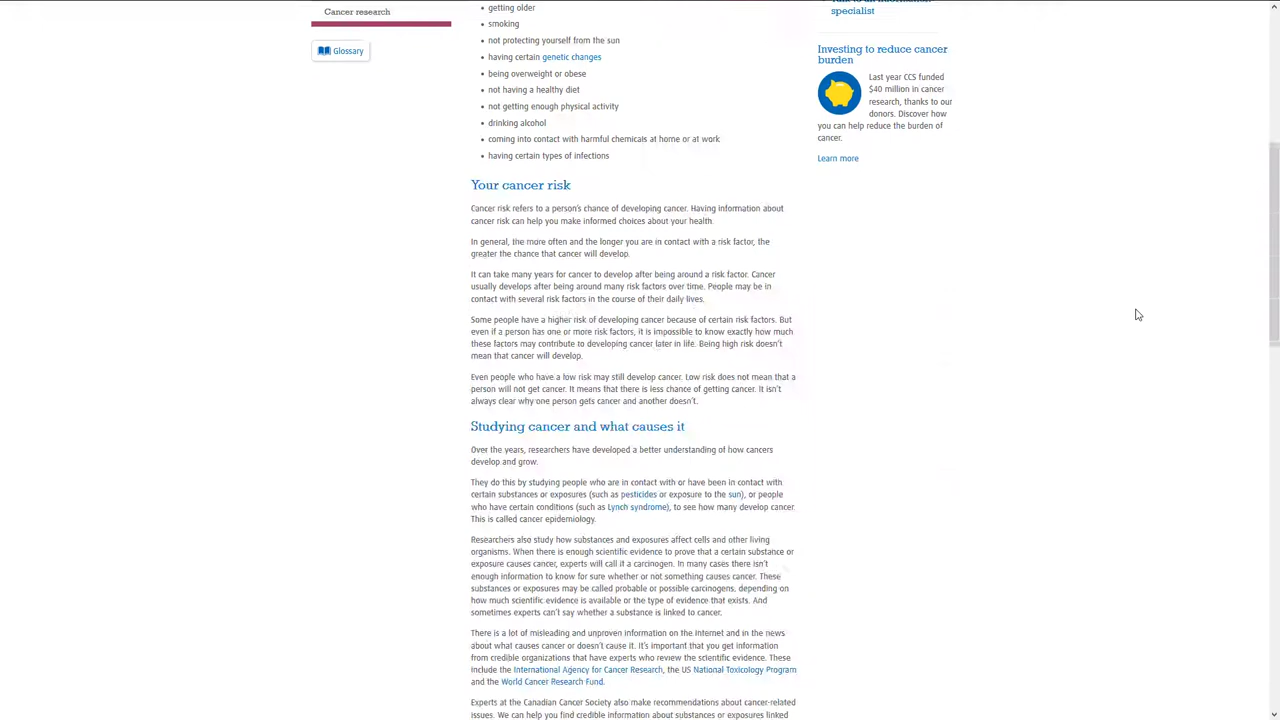 Cancer research
Glossary
getting older
smoking
not protecting yourself from the sun
having certain genetic changes
being overweight or obese
not having a healthy diet
not getting enough physical activity
drinking alcohol
coming into contact with harmful chemicals at home or at work
having certain types of infections
Your cancer risk
Cancer risk refers to a person's chance of developing cancer. Having information about
cancer risk can help you make informed choices about your health.
In general, the more often and the longer you are in contact with a risk factor, the
greater the chance that cancer will develop.
It can take many years for cancer to develop after being around a risk factor. Cancer
usually develops after being around many risk factors over time. People may be in
contact with several risk factors in the course of their daily lives.
Some people have a higher risk of developing cancer because of certain risk factors. But
even if a person has one or more risk factors, it is impossible to know exactly how much
these factors may contribute to developing cancer later in life. Being high risk doesn't
mean that cancer will develop.
Even people who have a low risk may still develop cancer. Low risk does not mean that a
person will not get cancer. It means that there is less chance of getting cancer. It isn't
always clear why one person gets cancer and another doesn't.
Studying cancer and what causes it
Over the years, researchers have developed a better understanding of how cancers
develop and grow.
They do this by studying people who are in contact with or have been in contact with
certain substances or exposures (such as pesticides or exposure to the sun), or people
who have certain conditions (such as Lynch syndrome), to see how many develop cancer.
This is called cancer epidemiology.
Researchers also study how substances and exposures affect cells and other living
organisms. When there is enough scientific evidence to prove that a certain substance or
exposure causes cancer, experts will call it a carcinogen. In many cases there isn't
enough information to know for sure whether or not something causes cancer. These
substances or exposures may be called probable or possible carcinogens, depending on
how much scientific evidence is available or the type of evidence that exists. And
sometimes experts can't say whether a substance is linked to cancer.
There is a lot of misleading and unproven information on the Internet and in the news
about what causes cancer or doesn't cause it. It's important that you get information
from credible organizations that have experts who review the scientific evidence. These
include the International Agency for Cancer Research, the US National Toxicology Program
and the World Cancer Research Fund.
Experts at the Canadian Cancer Society also make recommendations about cancer-related
issues. We can help you find credible information about substances or exposures linked
specialist
Investing to reduce cancer
burden
Last year CCS funded
$40 million in cancer
research, thanks to our
donors. Discover how
you can help reduce the burden of
cancer.
Learn more